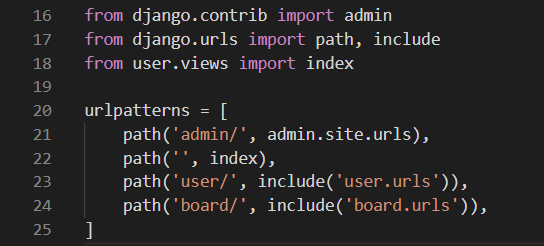 16 from django.contrib import admin
17 from django.urls import path, include
18 from user.views import index
19
20 urlpatterns = [
21     path('admin/', admin.site.urls),
22     path('', index),
23     path('user/', include('user.urls')),
24     path('board/', include('board.urls')),
25 ]